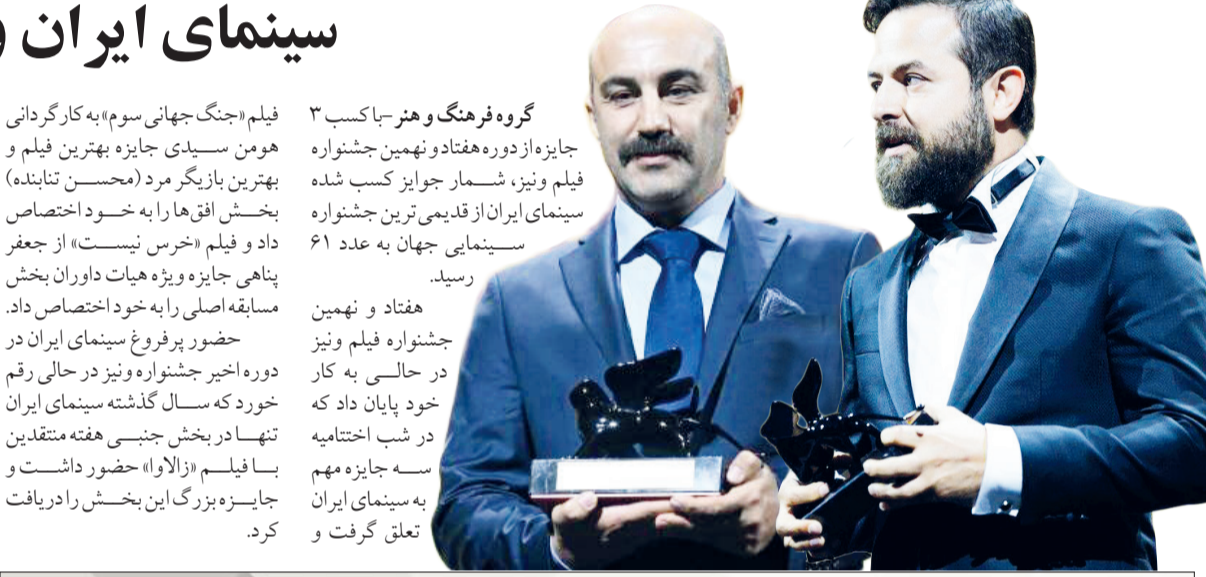 سینمای ایران و
گروه فرهنگ و هنر -با کسب ۳
جایزه از دوره هفتاد و نهمین جشنواره
فیلم ونیز، شمار جوایز کسب شده
سینمای ایران از قدیمی ترین جشنواره
سینمایی جهان به عدد ۶۱
رسید.
هفتاد و نهمین
جشنواره فیلم ونیز
در حالی به کار
خود پایان داد که
در شب اختتامیه
سه جایزه مهم
به سینمای ایران
تعلق گرفت و
فیلم «جنگ جهانی سوم» به کارگردانی
هومن سیدی جایزه بهترین فیلم و
بهترین بازیگر مرد (محسن تنابنده)
بخش افق‌ها را به خود اختصاص
داد و فیلم «خرس نیست» از جعفر
پناهی جایزه ویژه هیات داوران بخش
مسابقه اصلی را به خود اختصاص داد.
حضور پرفروغ سینمای ایران در
دوره اخیر جشنواره ونیز در حالی رقم
خورد که سال گذشته سینمای ایران
تنها در بخش جنبی هفته منتقدین
با فیلم «زالاوا» حضور داشت و
جایزه بزرگ این بخش را دریافت
کرد.